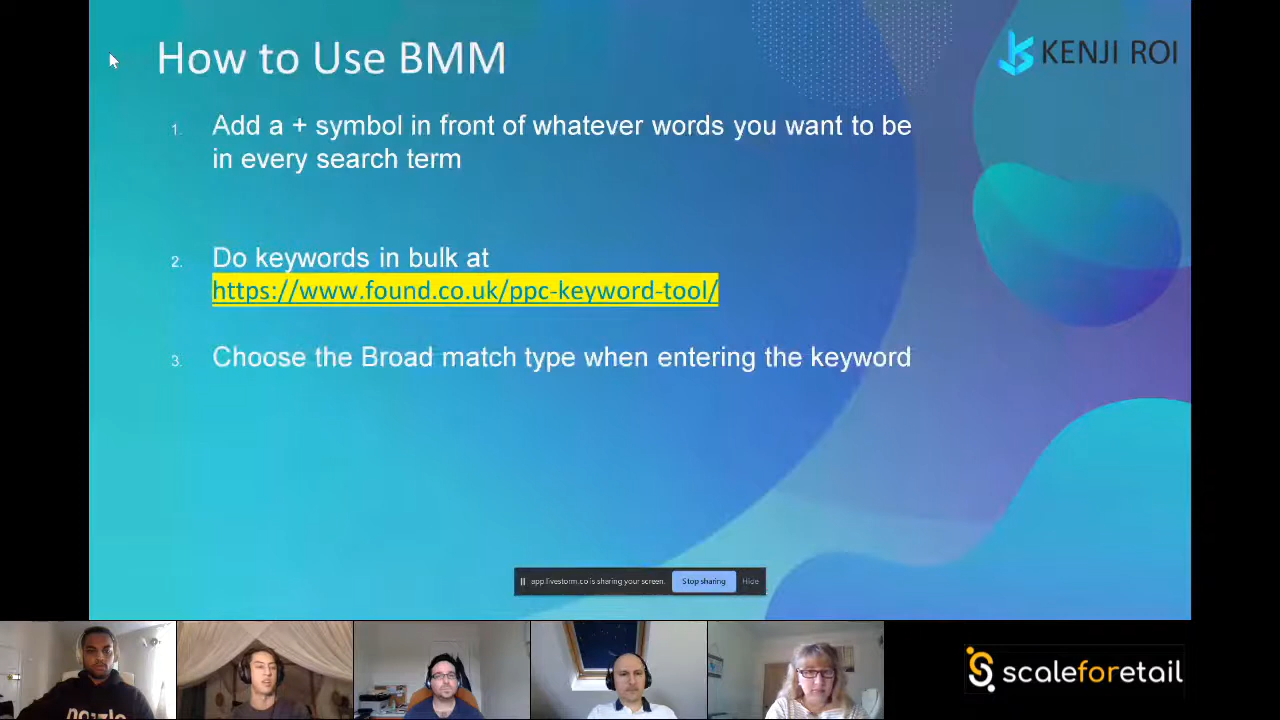 How to Use BMM
KENJI ROI
1. Add a + symbol in front of whatever words you want to be
in every search term
2. Do keywords in bulk at
https://www.found.co.uk/ppc-keyword-tool/
3. Choose the Broad match type when entering the keyword
app.livestorm.co is sharing your screen.
Stop sharing
Hide
nozzle
scaleforetail